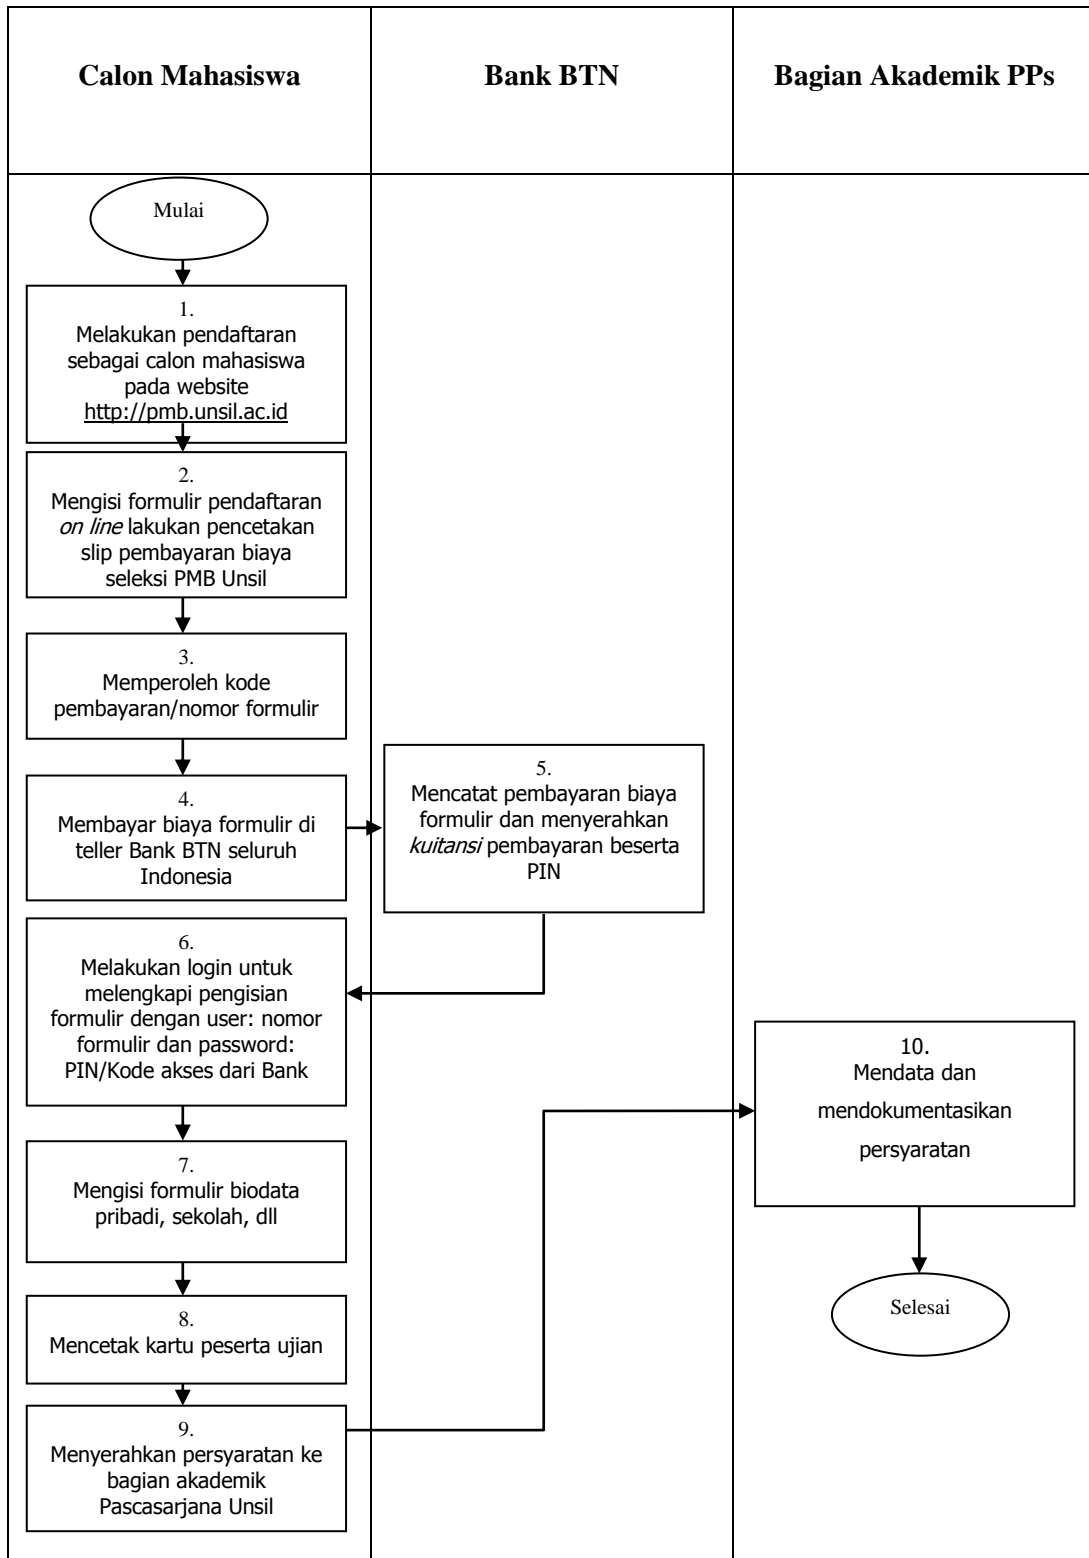 Calon Mahasiswa
Bank BTN
Bagian Akademik PPs
Mulai
1.
Melakukan pendaftaran
sebagai calon mahasiswa
pada website
http://pmb.unsil.ac.id
2.
Mengisi formulir pendaftaran
on line lakukan pencetakan
slip pembayaran biaya
seleksi PMB Unsil
3.
Memperoleh kode
pembayaran/nomor formulir
4.
Membayar biaya formulir di
teller Bank BTN seluruh
Indonesia
5.
Mencatat pembayaran biaya
formulir dan menyerahkan
kuitansi pembayaran beserta
PIN
6.
Melakukan login untuk
melengkapi pengisian
formulir dengan user: nomor
formulir dan password:
PIN/Kode akses dari Bank
7.
Mengisi formulir biodata
pribadi, sekolah, dll
8.
Mencetak kartu peserta ujian
9.
Menyerahkan persyaratan ke
bagian akademik
Pascasarjana Unsil
10.
Mendata dan
mendokumentasikan
persyaratan
Selesai